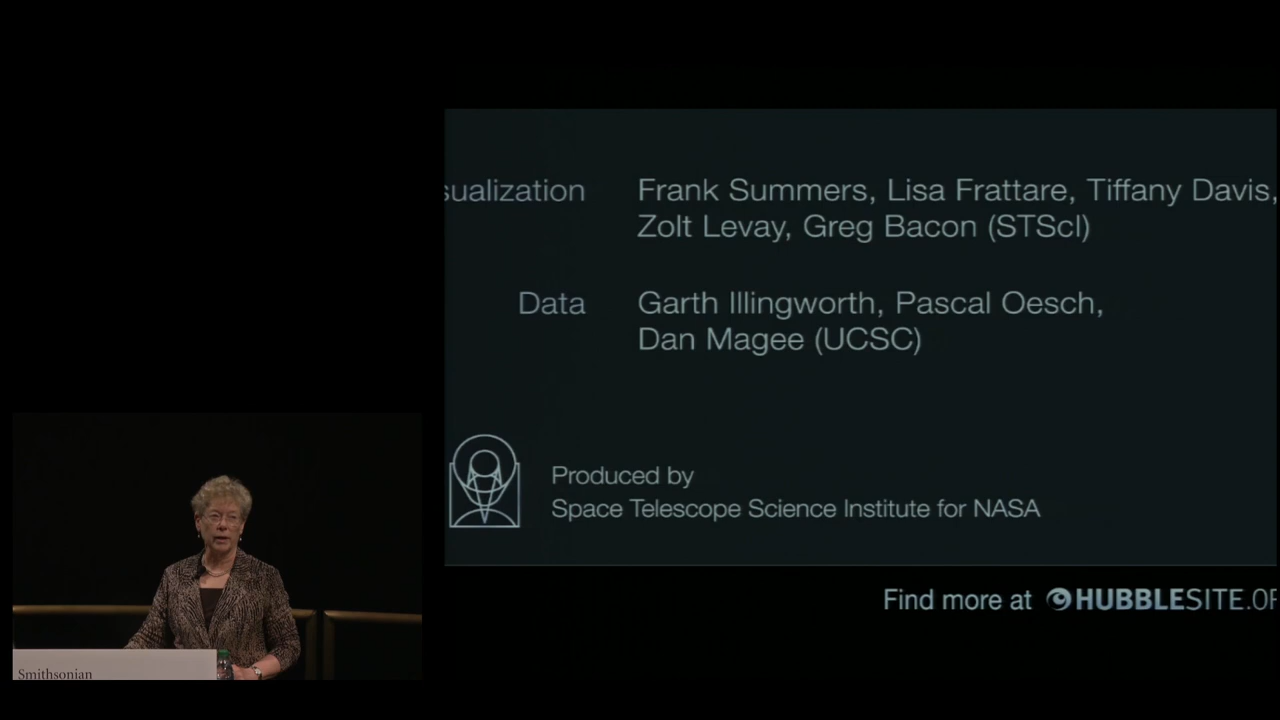 sualization
Frank Summers, Lisa Frattare, Tiffany Davis,
Zolt Levay, Greg Bacon (STScI)
Data
Garth Illingworth, Pascal Oesch,
Dan Magee (UCSC)
Produced by
Space Telescope Science Institute for NASA
Find more at HUBBLESITE.OR
Smithsonian